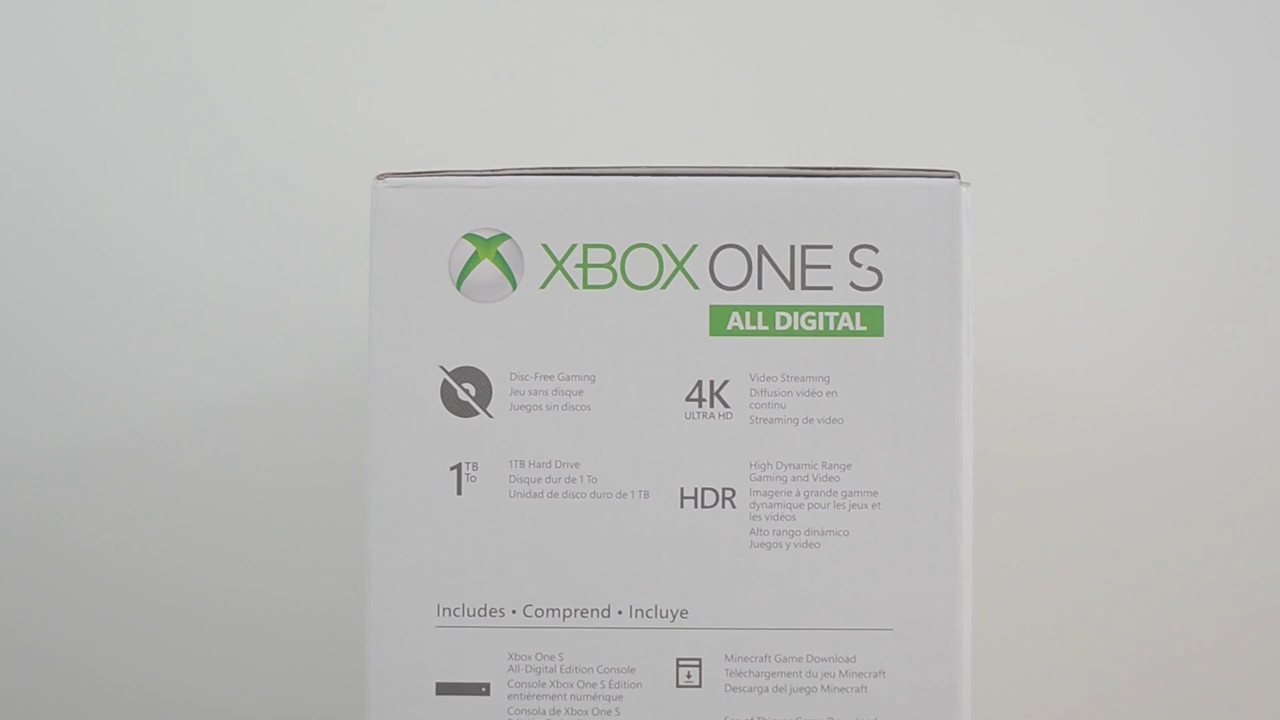 XBOX ONE S
ALL DIGITAL
Disc-Free Gaming
Jeu sans disque
Juegos sin discos
4K
ULTRA HD
Video Streaming
Diffusion vidéo en
continu
Streaming de video
1 TB
To
1TB Hard Drive
Disque dur de 1 To
Unidad de disco duro de 1 TB
HDR
High Dynamic Range
Gaming and Video
Imagerie à grande gamme
dynamique pour les jeux et
les vidéos
Alto rango dinámico
Juegos y video
Includes • Comprend • Incluye
Xbox One S
All-Digital Edition Console
Console Xbox One S Édition
entièrement numérique
Consola de Xbox One S
Minecraft Game Download
Téléchargement du jeu Minecraft
Descarga del juego Minecraft